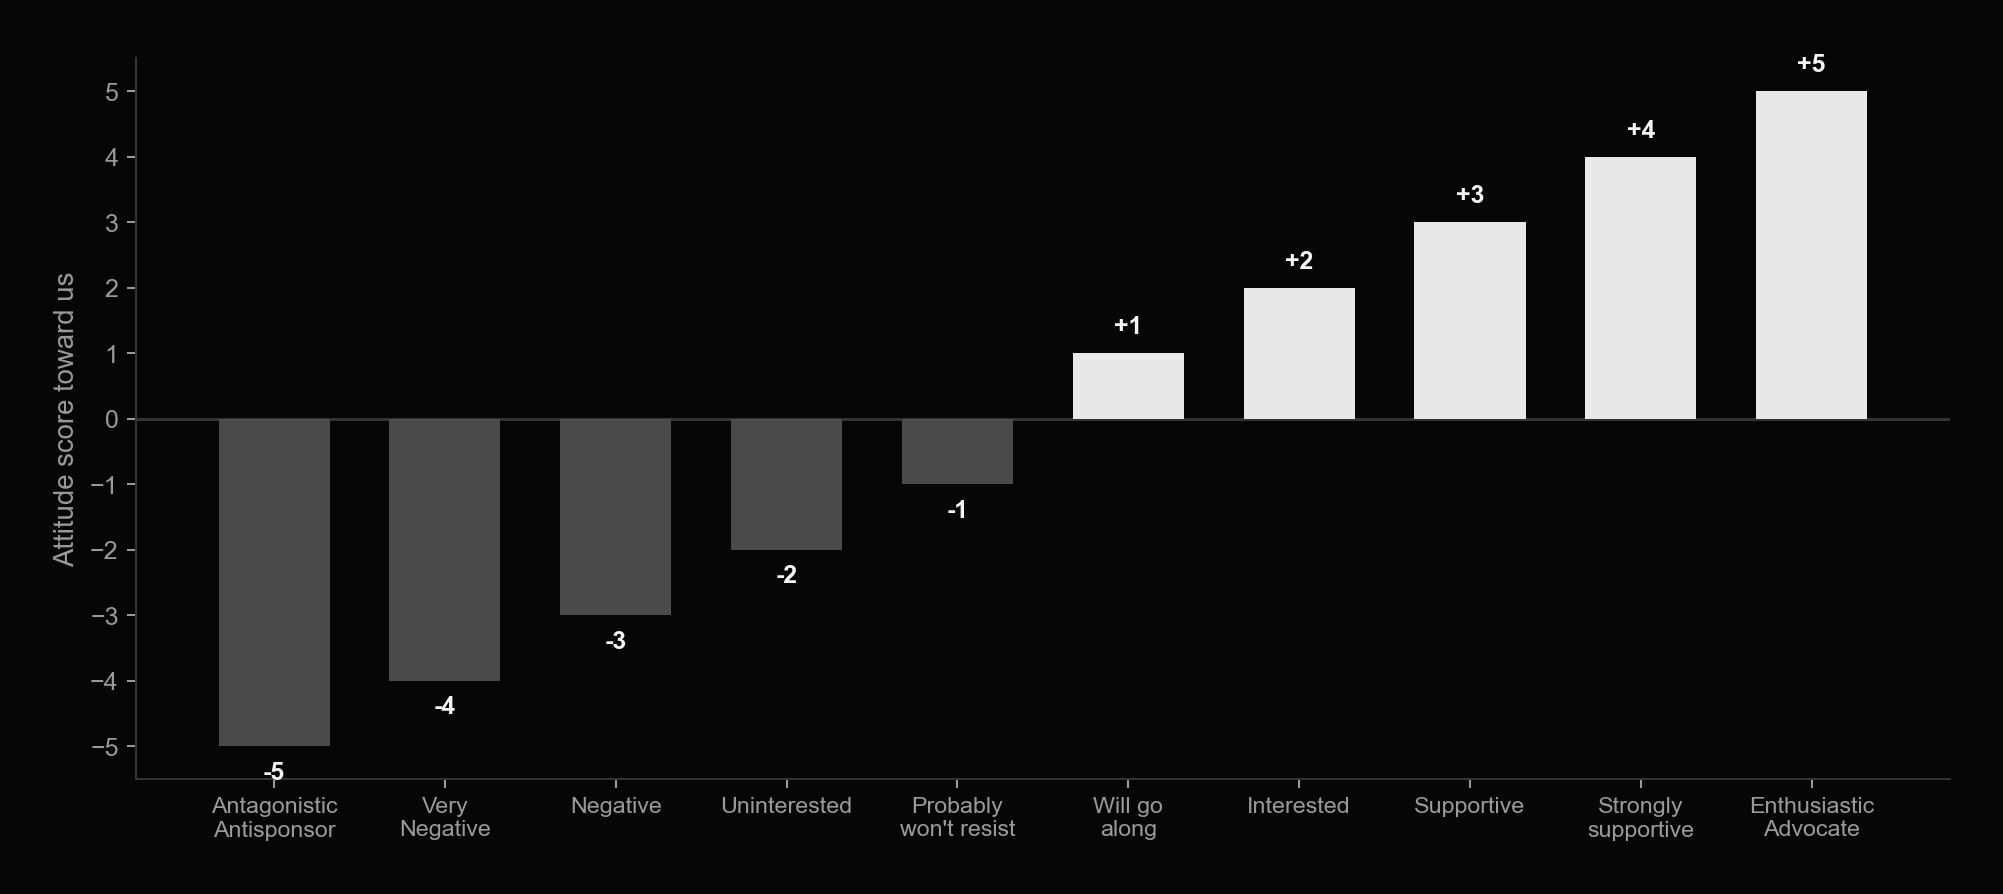 Attitude score toward us
5
4
3
2
1
0
−1
−2
−3
−4
−5
+5
+4
+3
+2
+1
-1
-2
-3
-4
-5
Antagonistic
Antisponsor
Very
Negative
Negative
Uninterested
Probably
won't resist
Will go
along
Interested
Supportive
Strongly
supportive
Enthusiastic
Advocate